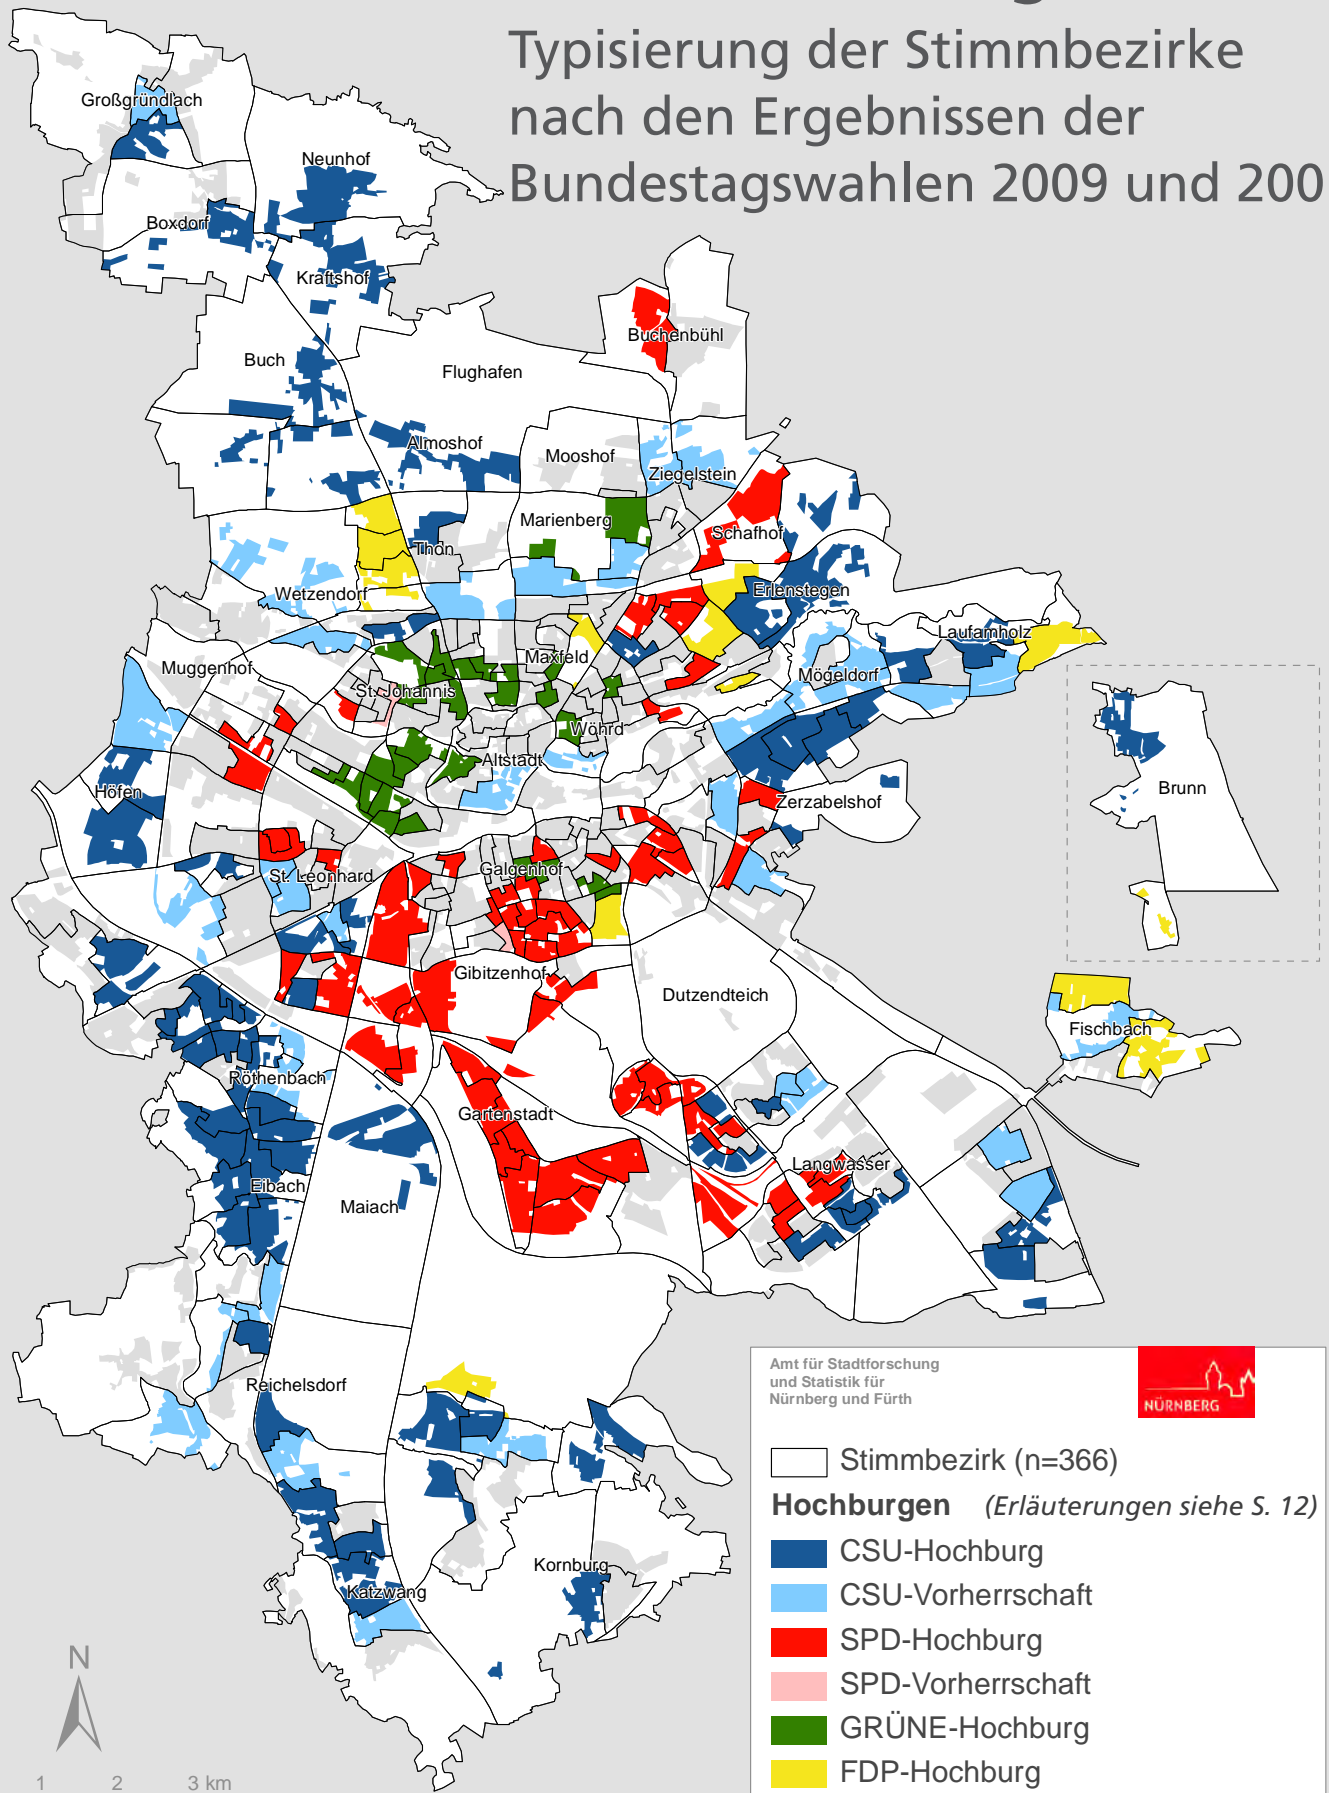 Typisierung der Stimmbezirke
nach den Ergebnissen der
Bundestagswahlen 2009 und 200
Großgründlach
Neunhof
Boxdorf
Kraftshof
Buchenbühl
Buch
Flughafen
Almoshof
Mooshof
Ziegelstein
Marienberg
Schafhof
Thon
Wetzendorf
Erlenstegen
Laufamholz
Maxfeld
Muggenhof
Mögeldorf
St. Johannis
Wöhrd
Altstadt
Höfen
Zerzabelshof
Brunn
Galgenhof
St. Leonhard
Gibitzenhof
Dutzendteich
Fischbach
Röthenbach
Gartenstadt
Langwasser
Eibach
Maiach
Reichelsdorf
Kornburg
Katzwang
Amt für Stadtforschung
und Statistik für
Nürnberg und Fürth
NÜRNBERG
Stimmbezirk (n=366)
Hochburgen (Erläuterungen siehe S. 12)
CSU-Hochburg
CSU-Vorherrschaft
SPD-Hochburg
SPD-Vorherrschaft
GRÜNE-Hochburg
FDP-Hochburg
N
1 2 3 km